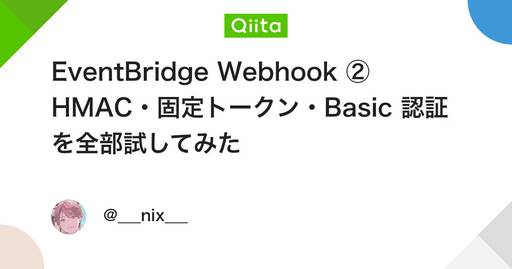 Qiita
EventBridge Webhook ②
HMAC・固定トークン・Basic 認証
を全部試してみた
@___nix___